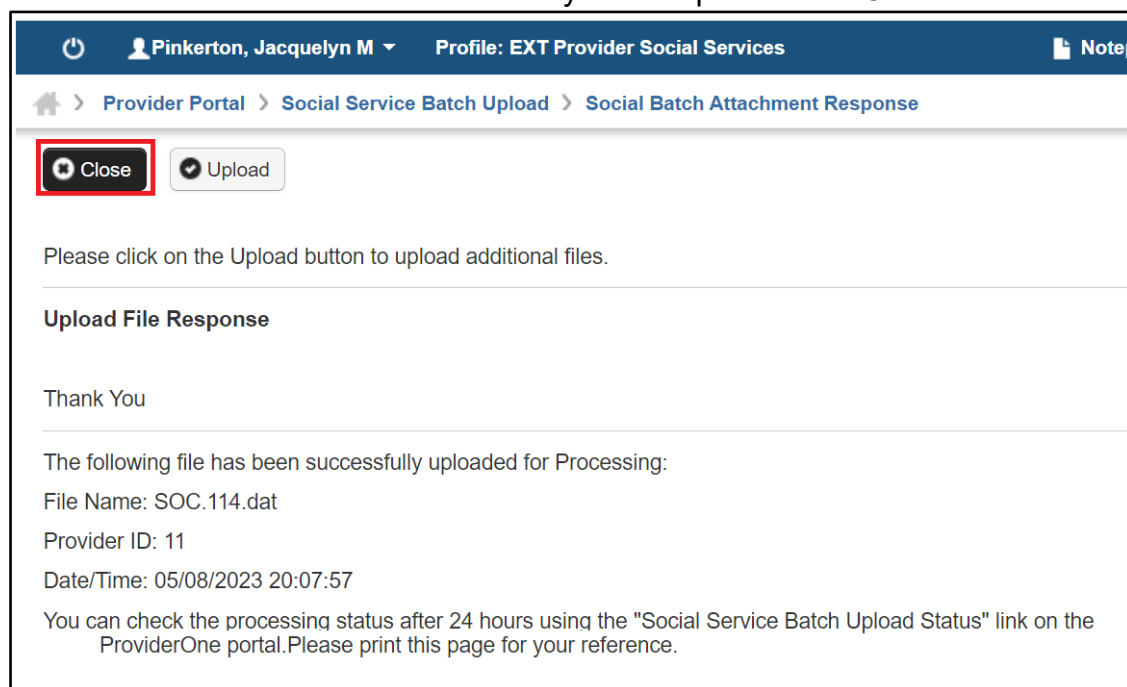 Pinkerton, Jacquelyn M Profile: EXT Provider Social Services
Provider Portal > Social Service Batch Upload > Social Batch Attachment Response
Close Upload
Please click on the Upload button to upload additional files.
Upload File Response
Thank You
The following file has been successfully uploaded for Processing:
File Name: SOC.114.dat
Provider ID: 11
Date/Time: 05/08/2023 20:07:57
You can check the processing status after 24 hours using the "Social Service Batch Upload Status" link on the
ProviderOne portal.Please print this page for your reference.